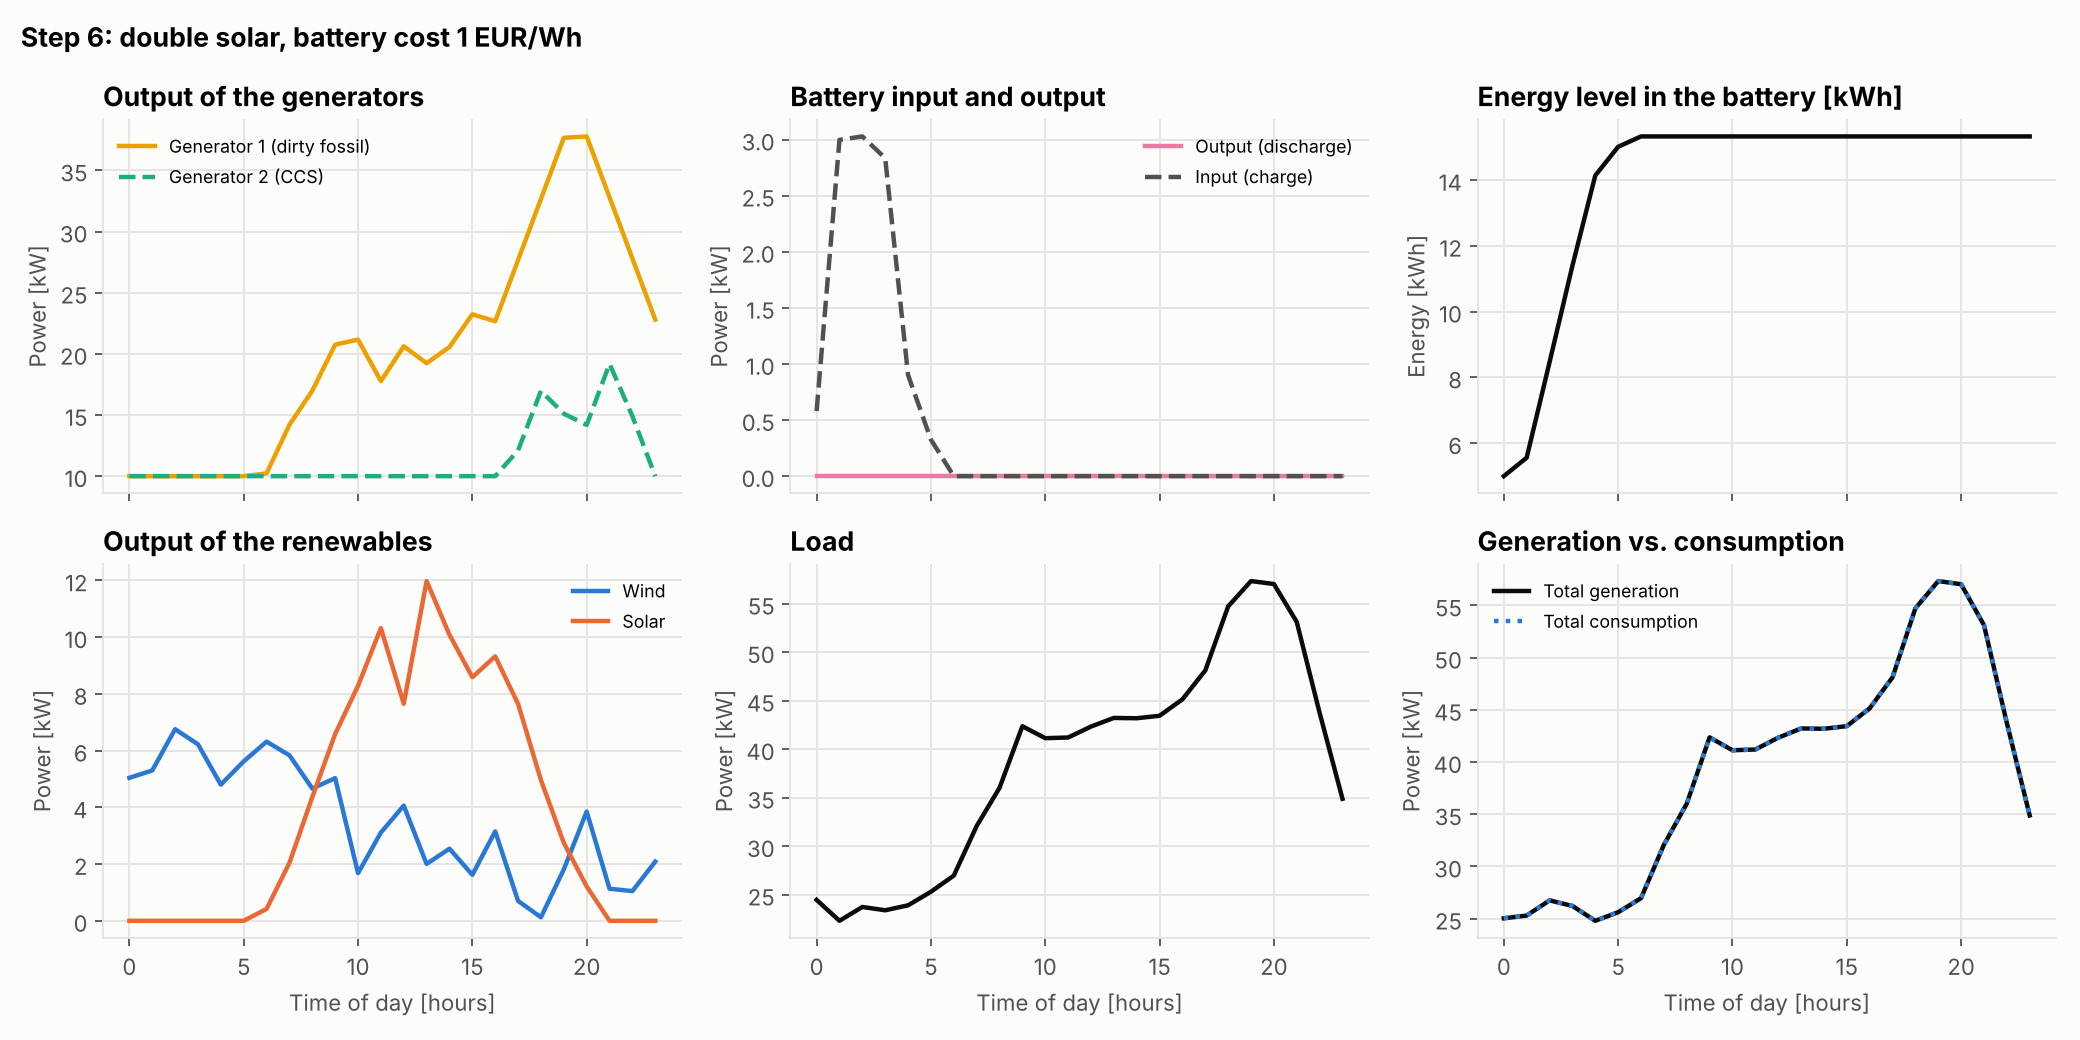 Step 6: double solar, battery cost 1 EUR/Wh
Output of the generators
Generator 1 (dirty fossil)
Generator 2 (CCS)
Power [kW]
35
30
25
20
15
10
Battery input and output
Output (discharge)
Input (charge)
Power [kW]
3.0
2.5
2.0
1.5
1.0
0.5
0.0
Energy level in the battery [kWh]
Energy [kWh]
14
12
10
8
6
Output of the renewables
Wind
Solar
Power [kW]
12
10
8
6
4
2
0
0 5 10 15 20
Time of day [hours]
Load
Power [kW]
55
50
45
40
35
30
25
0 5 10 15 20
Time of day [hours]
Generation vs. consumption
Total generation
Total consumption
Power [kW]
55
50
45
40
35
30
25
0 5 10 15 20
Time of day [hours]